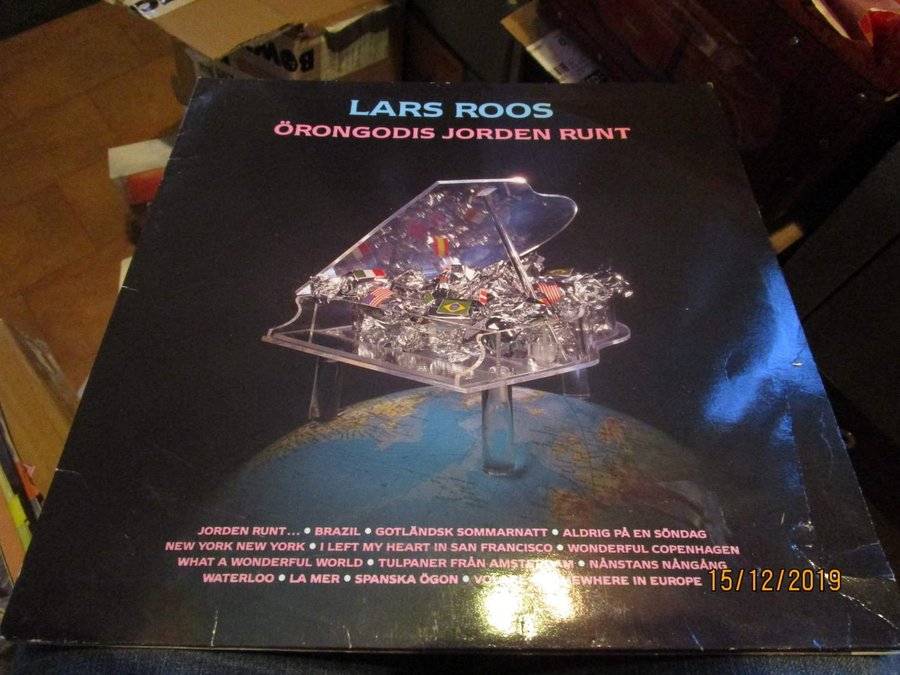 BOW
LARS ROOS
ÖRONGODIS JORDEN RUNT
JORDEN RUNT... • BRAZIL • GOTLÄNDSK SOMMARNATT • ALDRIG PÅ EN SÖNDAG
NEW YORK NEW YORK • I LEFT MY HEART IN SAN FRANCISCO • WONDERFUL COPENHAGEN
WHAT A WONDERFUL WORLD • TULPANER FRÅN AMSTERDAM • NÅNSTANS NÅNGÅNG
WATERLOO • LA MER • SPANSKA ÖGON • SOMEWHERE IN EUROPE
15/12/2019